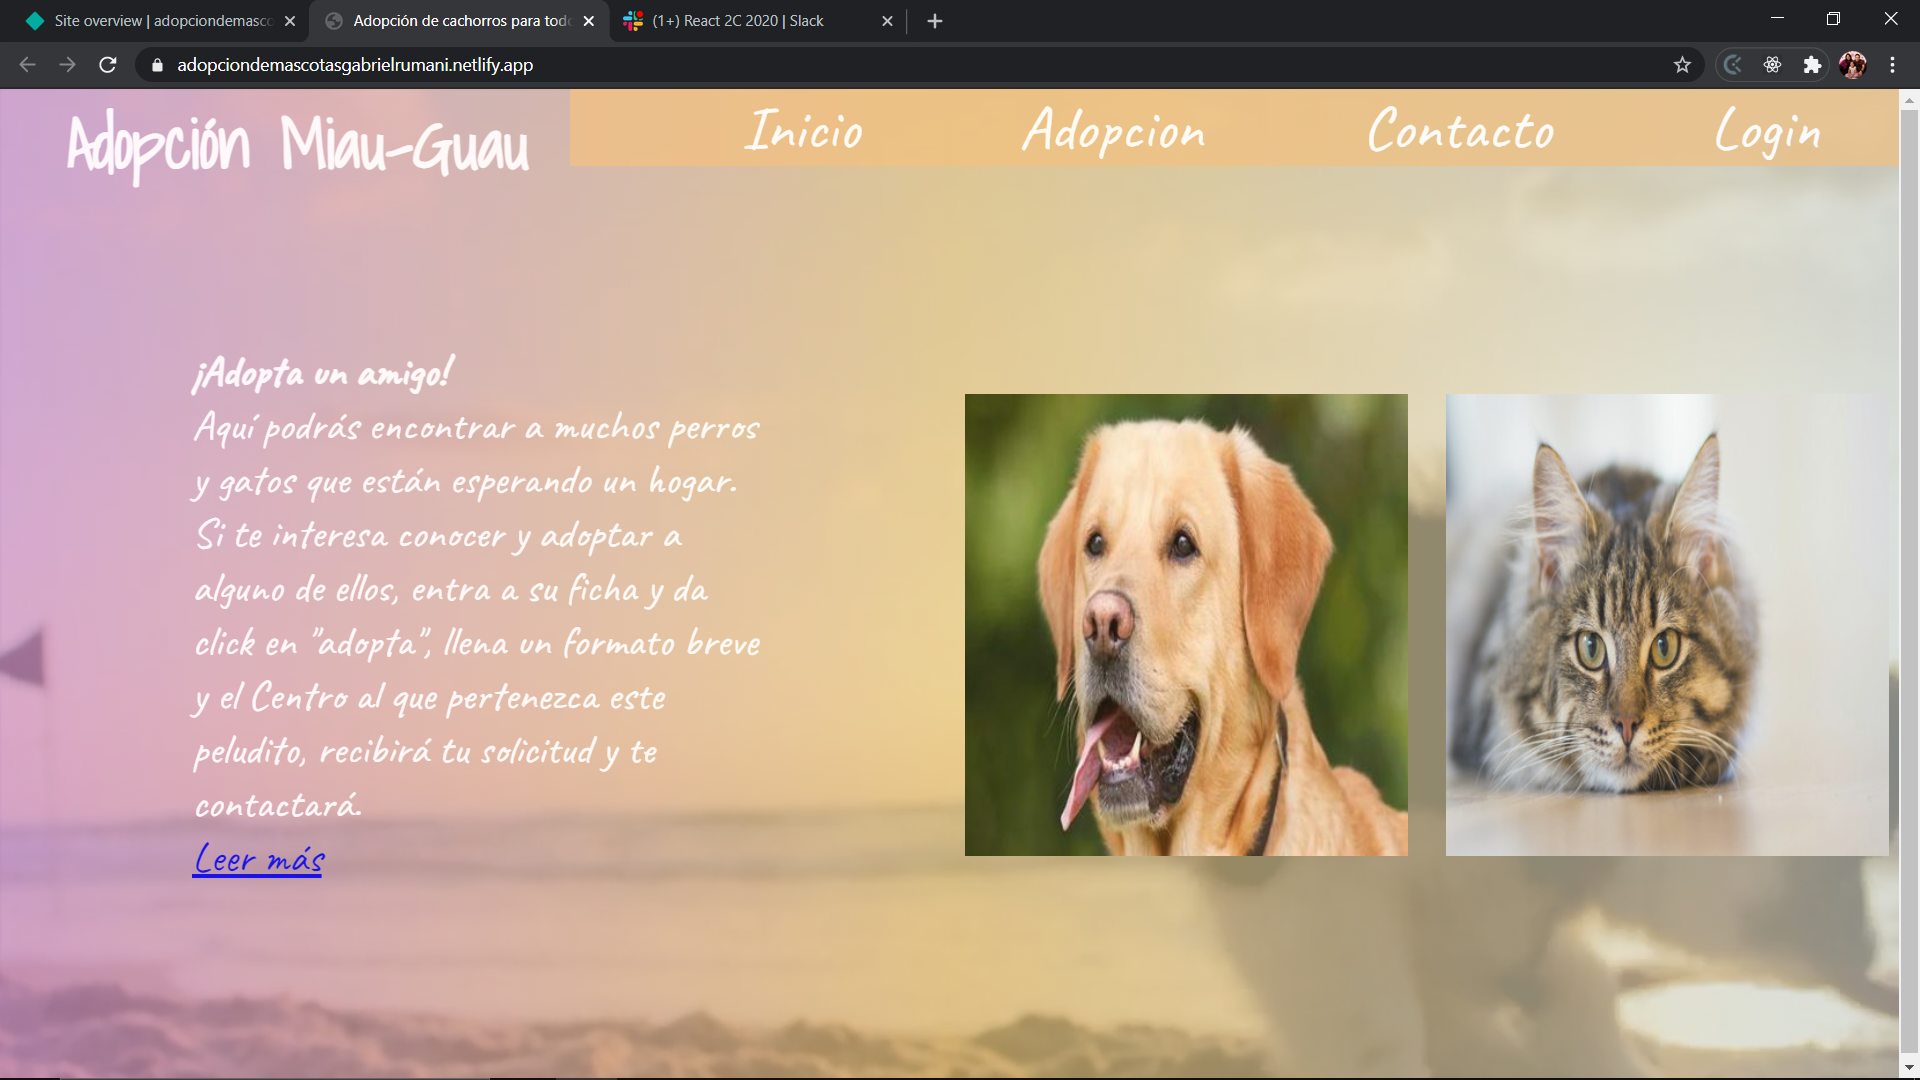 Site overview | adopciondemasco
Adopción de cachorros para todo
(1+) React 2C 2020 | Slack
adopciondemascotasgabrielrumani.netlify.app
Adopción Miau-Guau
Inicio
Adopcion
Contacto
Login
¡Adopta un amigo!
Aquí podrás encontrar a muchos perros
y gatos que están esperando un hogar.
Si te interesa conocer y adoptar a
alguno de ellos, entra a su ficha y da
click en "adopta", llena un formato breve
y el Centro al que pertenezca este
peludito, recibirá tu solicitud y te
contactará.
Leer más